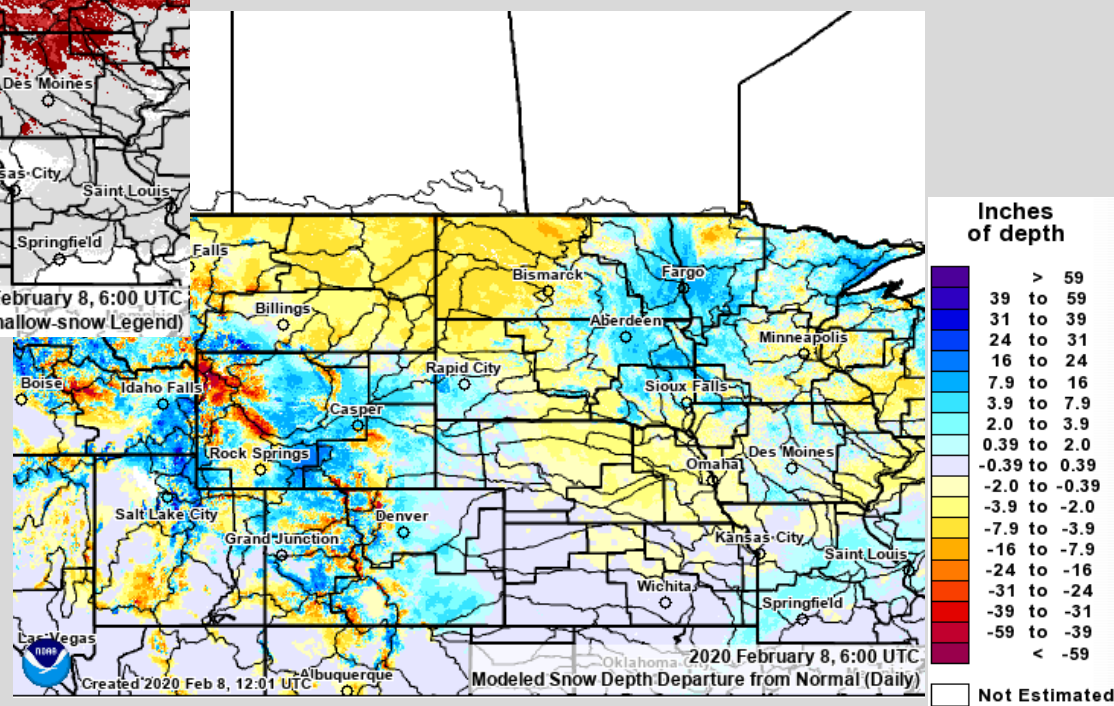 Des Moines
sas City
Saint Louis
Springfield
ebruary 8, 6:00 UTC
hallow-snow Legend)
Falls
Billings
Bismarck
Fargo
Aberdeen
Minneapolis
Rapid City
Boise
Idaho Falls
Sioux Falls
Casper
Rock Springs
Omaha
Des Moines
Salt Lake City
Denver
Grand Junction
Kansas City
Saint Louis
Wichita
Springfield
Las Vegas
NOAA
Oklahoma City
Albuquerque
Created 2020 Feb 8, 12:01 UTC
2020 February 8, 6:00 UTC
Modeled Snow Depth Departure from Normal (Daily)
Inches
of depth
> 59
39 to 59
31 to 39
24 to 31
16 to 24
7.9 to 16
3.9 to 7.9
2.0 to 3.9
0.39 to 2.0
-0.39 to 0.39
-2.0 to -0.39
-3.9 to -2.0
-7.9 to -3.9
-16 to -7.9
-24 to -16
-31 to -24
-39 to -31
-59 to -39
< -59
Not Estimated